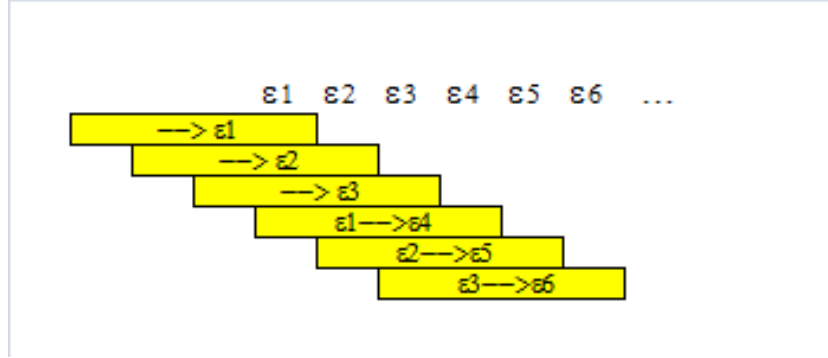 ε1 ε2 ε3 ε4 ε5 ε6 ...
––> ε1
––> ε2
––> ε3
ε1––>ε4
ε2––>ε5
ε3––>ε6